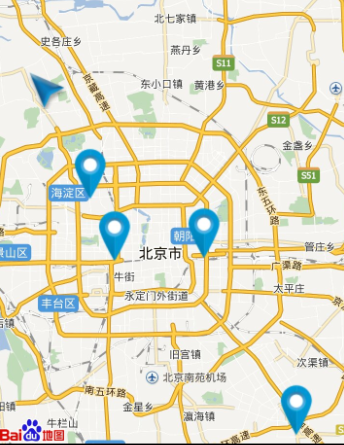 北七家镇
史各庄乡
燕丹乡
京藏高速
S11
东小口镇
黄港乡
S12
金盏乡
S51
海淀区
东五环路
朝阳
北京市
管庄乡
景山区
牛街
广渠路
太平庄
永定门外街道
丰台区
旧宫镇
次渠镇
北京南苑机场
南五环路
金星乡
瀛海镇
牛栏山
Bai地图